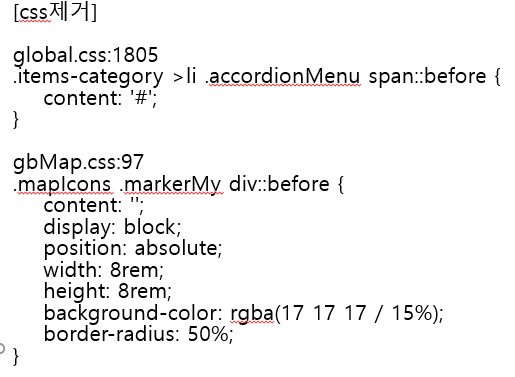 [css제거]
global.css:1805
.items-category >li .accordionMenu span::before {
content: '#';
}
gbMap.css:97
.mapIcons .markerMy div::before {
content: '';
display: block;
position: absolute;
width: 8rem;
height: 8rem;
background-color: rgba(17 17 17 / 15%);
border-radius: 50%;
}